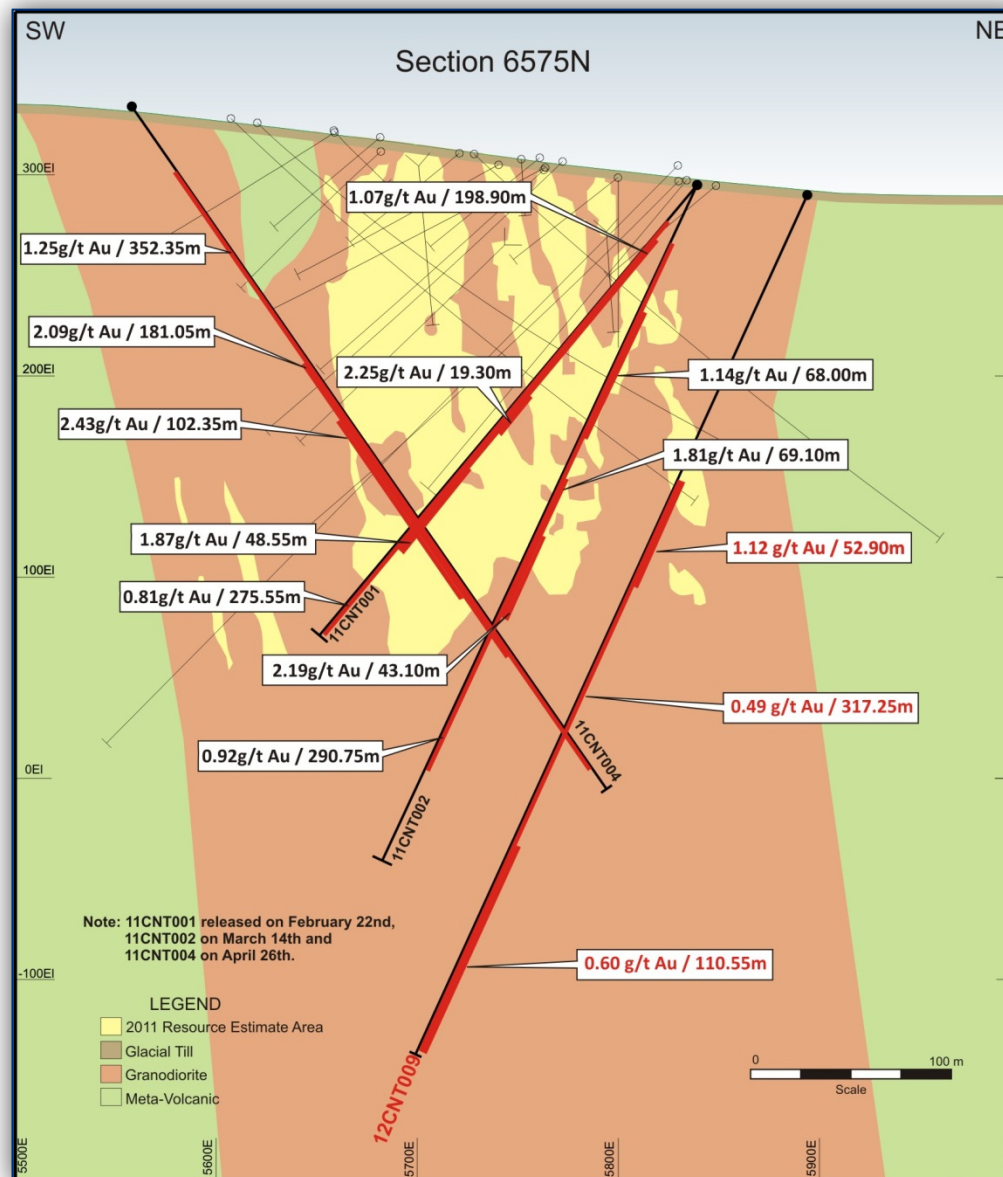 SW
NE
Section 6575N
300El
200El
100El
0El
-100El
1.07g/t Au / 198.90m
1.25g/t Au / 352.35m
2.09g/t Au / 181.05m
2.25g/t Au / 19.30m
1.14g/t Au / 68.00m
2.43g/t Au / 102.35m
1.81g/t Au / 69.10m
1.87g/t Au / 48.55m
1.12 g/t Au / 52.90m
0.81g/t Au / 275.55m
11CNT001
2.19g/t Au / 43.10m
0.49 g/t Au / 317.25m
0.92g/t Au / 290.75m
11CNT004
11CNT002
Note: 11CNT001 released on February 22nd,
11CNT002 on March 14th and
11CNT004 on April 26th.
0.60 g/t Au / 110.55m
LEGEND
2011 Resource Estimate Area
Glacial Till
Granodiorite
Meta-Volcanic
0
100 m
Scale
12CNT009
5500E
5600E
5700E
5800E
5900E